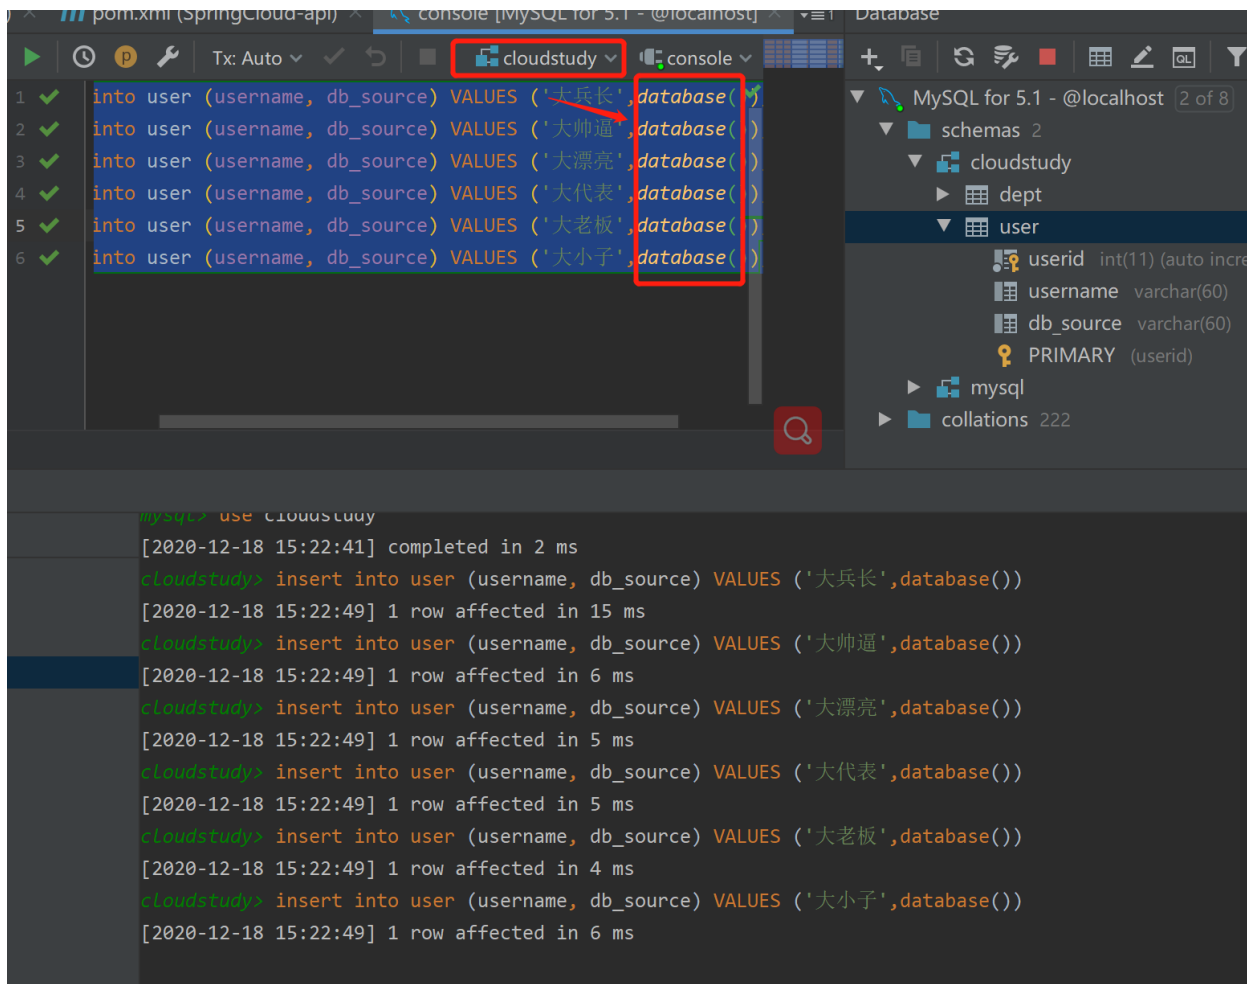 pom.xml (SpringCloud-api)
console [MySQL for 5.1 - @localhost]
Database
Tx: Auto
cloudstudy
console
1 into user (username, db_source) VALUES ('大兵长',database())
2 into user (username, db_source) VALUES ('大帅逼',database())
3 into user (username, db_source) VALUES ('大漂亮',database())
4 into user (username, db_source) VALUES ('大代表',database())
5 into user (username, db_source) VALUES ('大老板',database())
6 into user (username, db_source) VALUES ('大小子',database())
MySQL for 5.1 - @localhost 2 of 8
schemas 2
cloudstudy
dept
user
userid int(11) (auto incre
username varchar(60)
db_source varchar(60)
PRIMARY (userid)
mysql
collations 222
mysql> use cloudstudy
[2020-12-18 15:22:41] completed in 2 ms
cloudstudy> insert into user (username, db_source) VALUES ('大兵长',database())
[2020-12-18 15:22:49] 1 row affected in 15 ms
cloudstudy> insert into user (username, db_source) VALUES ('大帅逼',database())
[2020-12-18 15:22:49] 1 row affected in 6 ms
cloudstudy> insert into user (username, db_source) VALUES ('大漂亮',database())
[2020-12-18 15:22:49] 1 row affected in 5 ms
cloudstudy> insert into user (username, db_source) VALUES ('大代表',database())
[2020-12-18 15:22:49] 1 row affected in 5 ms
cloudstudy> insert into user (username, db_source) VALUES ('大老板',database())
[2020-12-18 15:22:49] 1 row affected in 4 ms
cloudstudy> insert into user (username, db_source) VALUES ('大小子',database())
[2020-12-18 15:22:49] 1 row affected in 6 ms